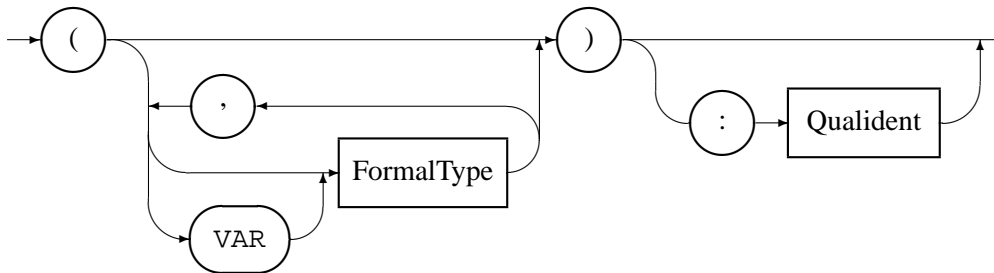 ( )
,
: Qualident
FormalType
VAR